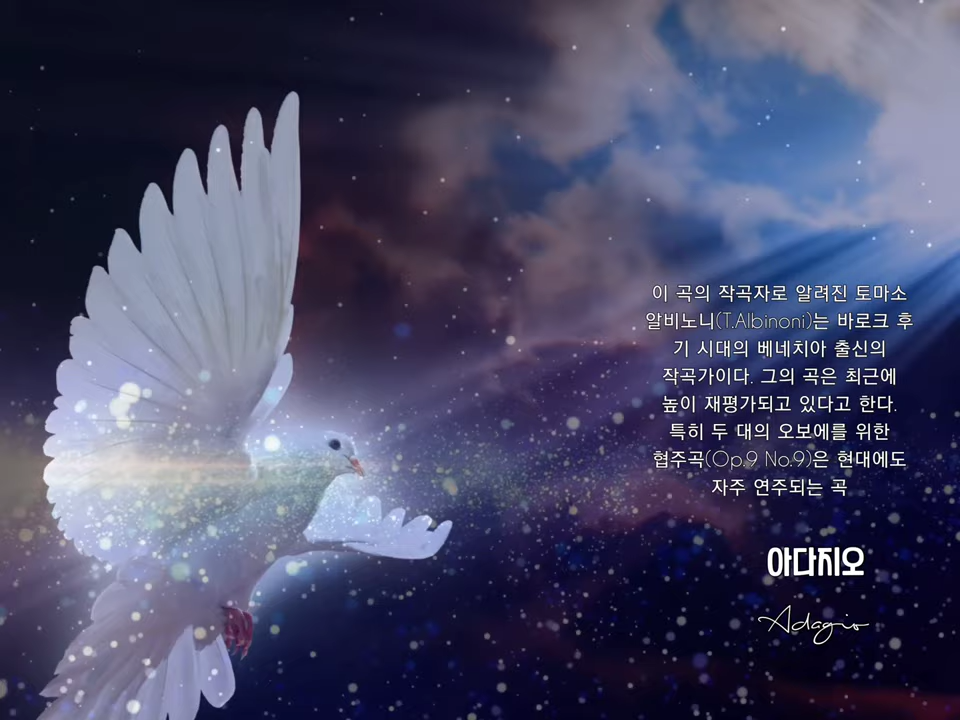 이 곡의 작곡자로 알려진 토마소
알비노니(T.Albinoni)는 바로크 후
기 시대의 베네치아 출신의
작곡가이다. 그의 곡은 최근에
높이 재평가되고 있다고 한다.
특히 두 대의 오보에를 위한
협주곡(Op.9 No.9)은 현대에도
자주 연주되는 곡
아다지오
Adagio